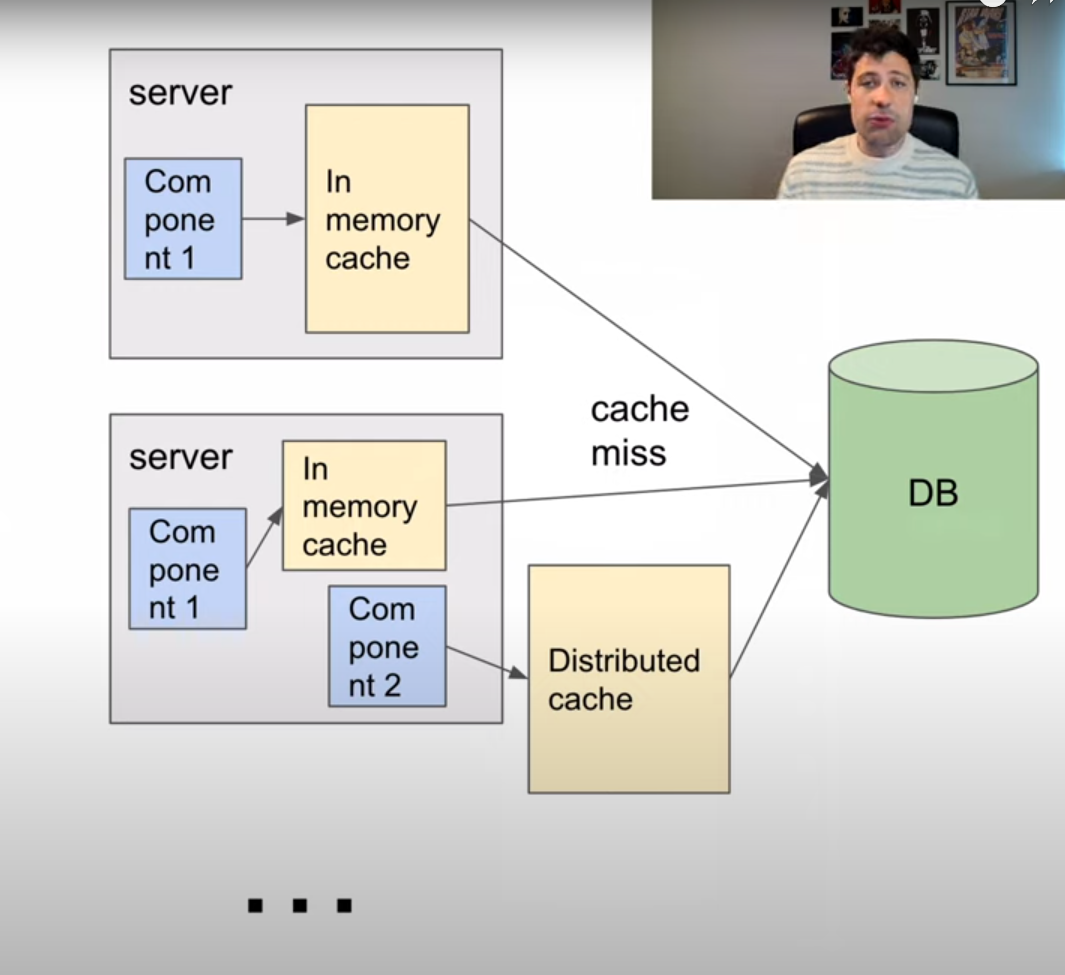 server
Com
pone
nt 1
In
memory
cache
server
Com
pone
nt 1
In
memory
cache
Com
pone
nt 2
cache
miss
Distributed
cache
DB